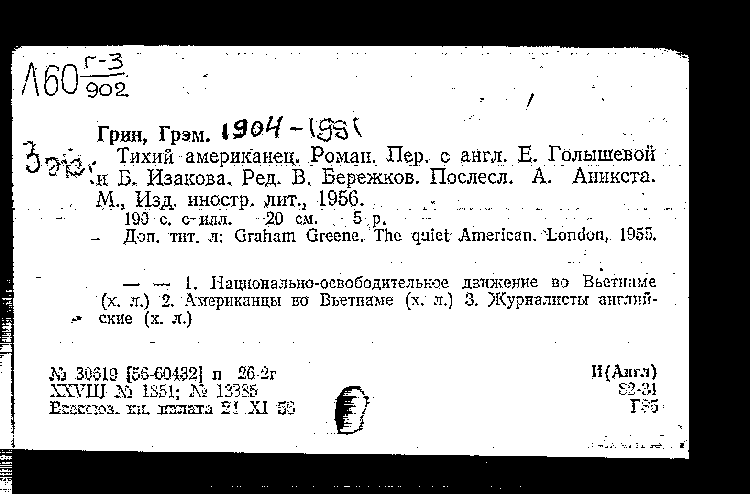 Л60 Г-3
902
Грин, Грэм. 1904-1991
Тихий американец. Роман. Пер. с англ. Е. Голышевой
и Б. Изакова. Ред. В. Бережков. Послесл. А. Аникста.
М., Изд. иностр. лит., 1956.
190 с. с илл. 20 см. 5 р.
Доп. тит. л: Graham Greene. The quiet American. London, 1955.
— — 1. Национально-освободительное движение во Вьетнаме
(х. л.) 2. Американцы во Вьетнаме (х. л.) 3. Журналисты англий-
ские (х. л.)
№ 30619 [56-60432] п 26-2г
И(Англ)
XXVIII № 1351; №
82-31
Всесоюз. кн. палата 21 XI 56
Г85